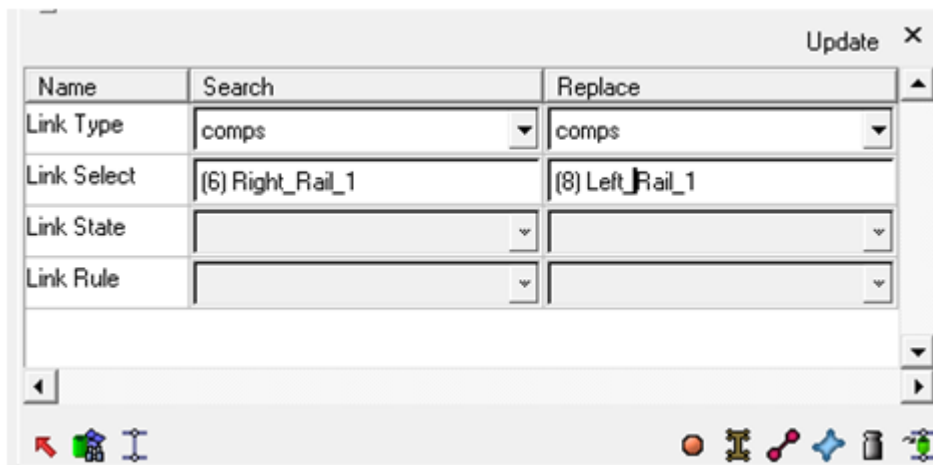 Update
Name Search Replace
Link Type comps comps
Link Select (6) Right_Rail_1 (8) Left_Rail_1
Link State
Link Rule